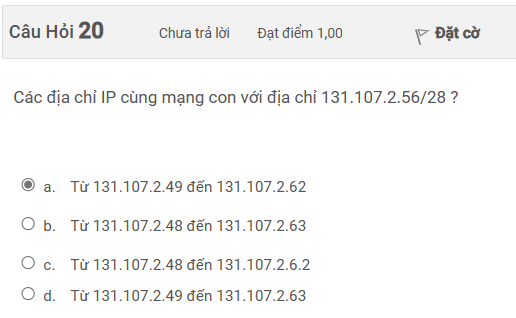 Câu Hỏi 20 Chưa trả lời Đạt điểm 1,00 Đặt cờ
Các địa chỉ IP cùng mạng con với địa chỉ 131.107.2.56/28 ?
a. Từ 131.107.2.49 đến 131.107.2.62
b. Từ 131.107.2.48 đến 131.107.2.63
c. Từ 131.107.2.48 đến 131.107.2.6.2
d. Từ 131.107.2.49 đến 131.107.2.63